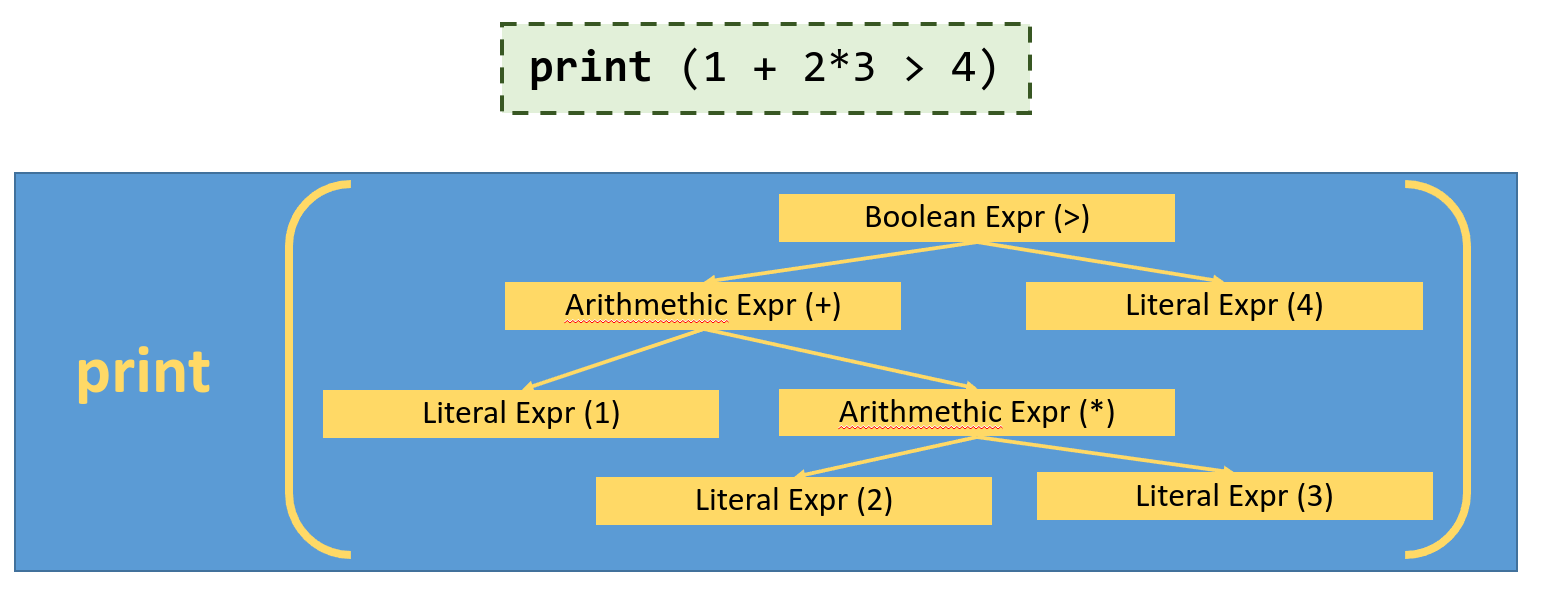 print (1 + 2*3 > 4)
Boolean Expr (>)
Arithmethic Expr (+)
Literal Expr (4)
print
Literal Expr (1)
Arithmethic Expr (*)
Literal Expr (2)
Literal Expr (3)